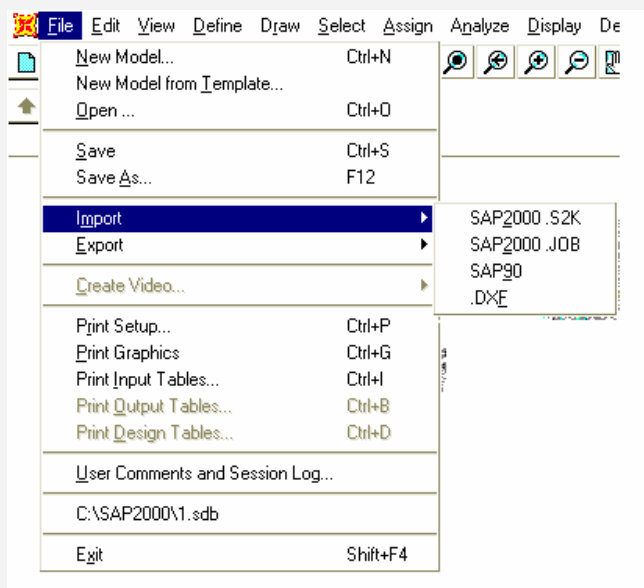 File Edit View Define Draw Select Assign Analyze Display De
New Model... Ctrl+N
New Model from Template...
Open ... Ctrl+O
Save Ctrl+S
Save As... F12
Import
Export
SAP2000 .S2K
SAP2000 .JOB
SAP90
.DXF
Create Video...
Print Setup... Ctrl+P
Print Graphics Ctrl+G
Print Input Tables... Ctrl+I
Print Output Tables... Ctrl+B
Print Design Tables... Ctrl+D
User Comments and Session Log...
C:\SAP2000\1.sdb
Exit Shift+F4